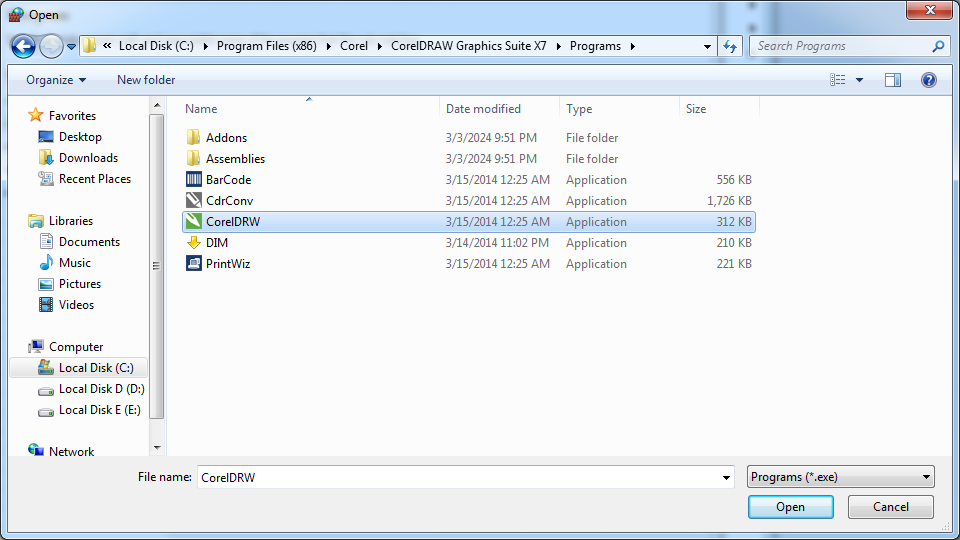 Open
« Local Disk (C:) Program Files (x86) Corel CorelDRAW Graphics Suite X7 Programs Search Programs
Organize New folder
Name Date modified Type Size
Favorites
Desktop
Downloads
Recent Places
Libraries
Documents
Music
Pictures
Videos
Computer
Local Disk (C:)
Local Disk D (D:)
Local Disk E (E:)
Network
Addons 3/3/2024 9:51 PM File folder
Assemblies 3/3/2024 9:51 PM File folder
BarCode 3/15/2014 12:25 AM Application 556 KB
CdrConv 3/15/2014 12:25 AM Application 1,726 KB
CorelDRW 3/15/2014 12:25 AM Application 312 KB
DIM 3/14/2014 11:02 PM Application 210 KB
PrintWiz 3/15/2014 12:25 AM Application 221 KB
File name: CorelDRW Programs (*.exe)
Open Cancel